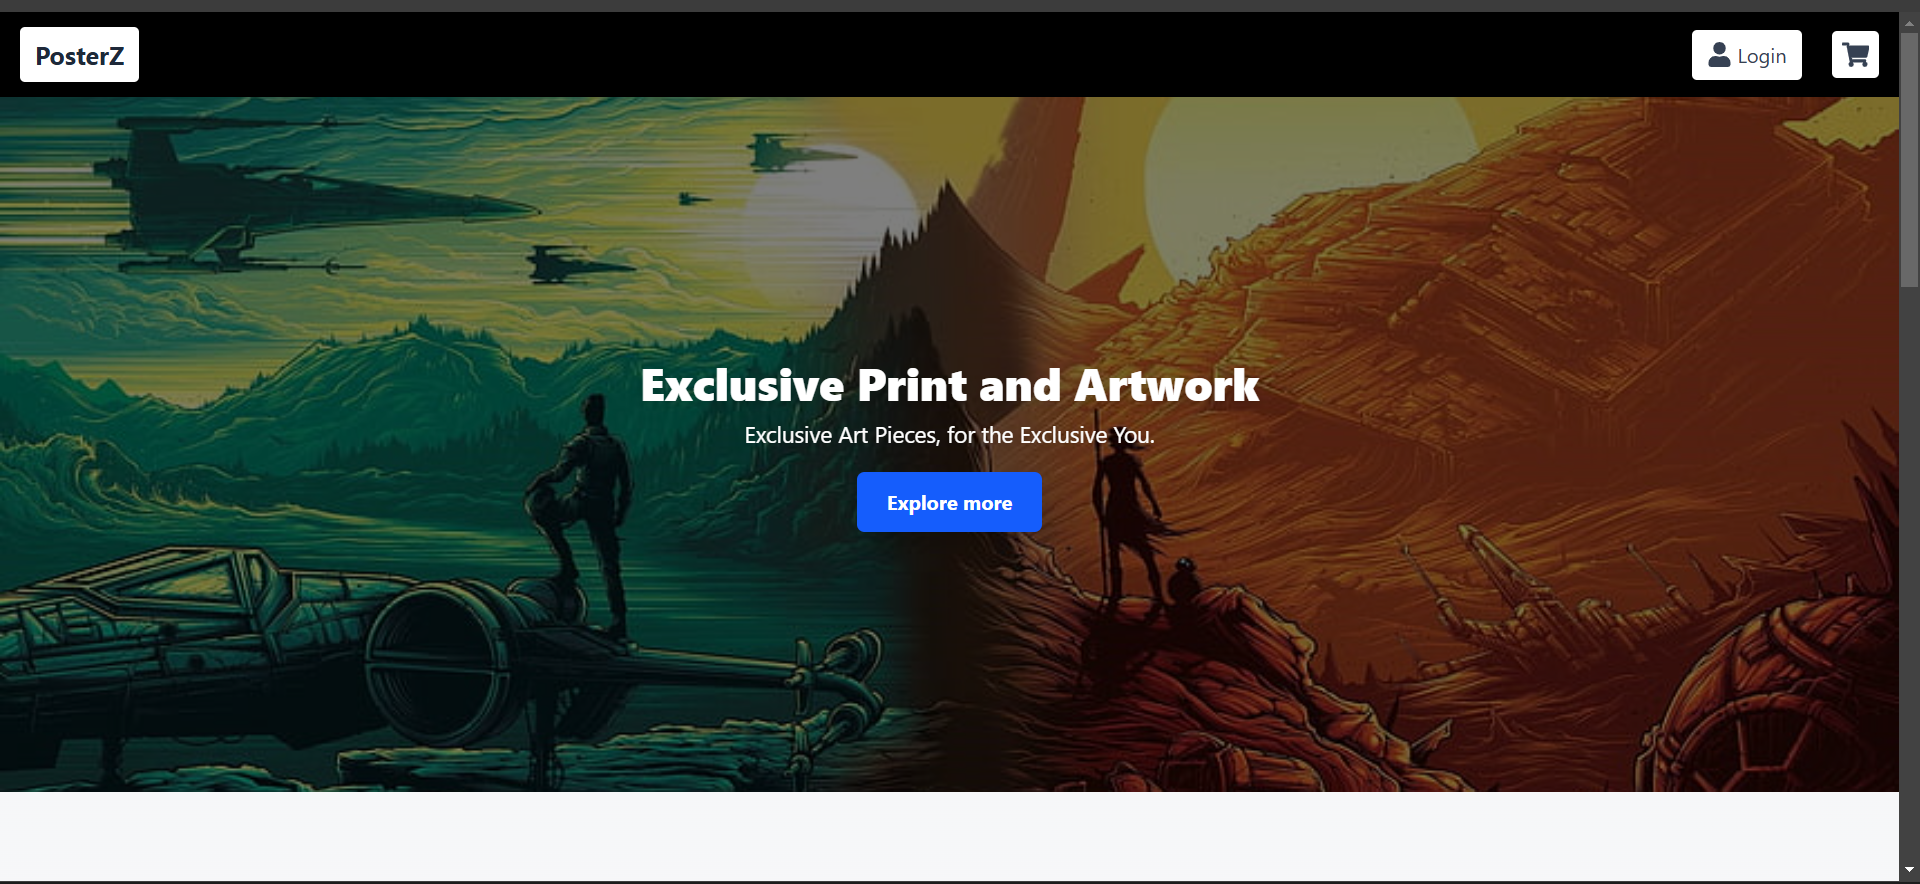 PosterZ
Login
Exclusive Print and Artwork
Exclusive Art Pieces, for the Exclusive You.
Explore more